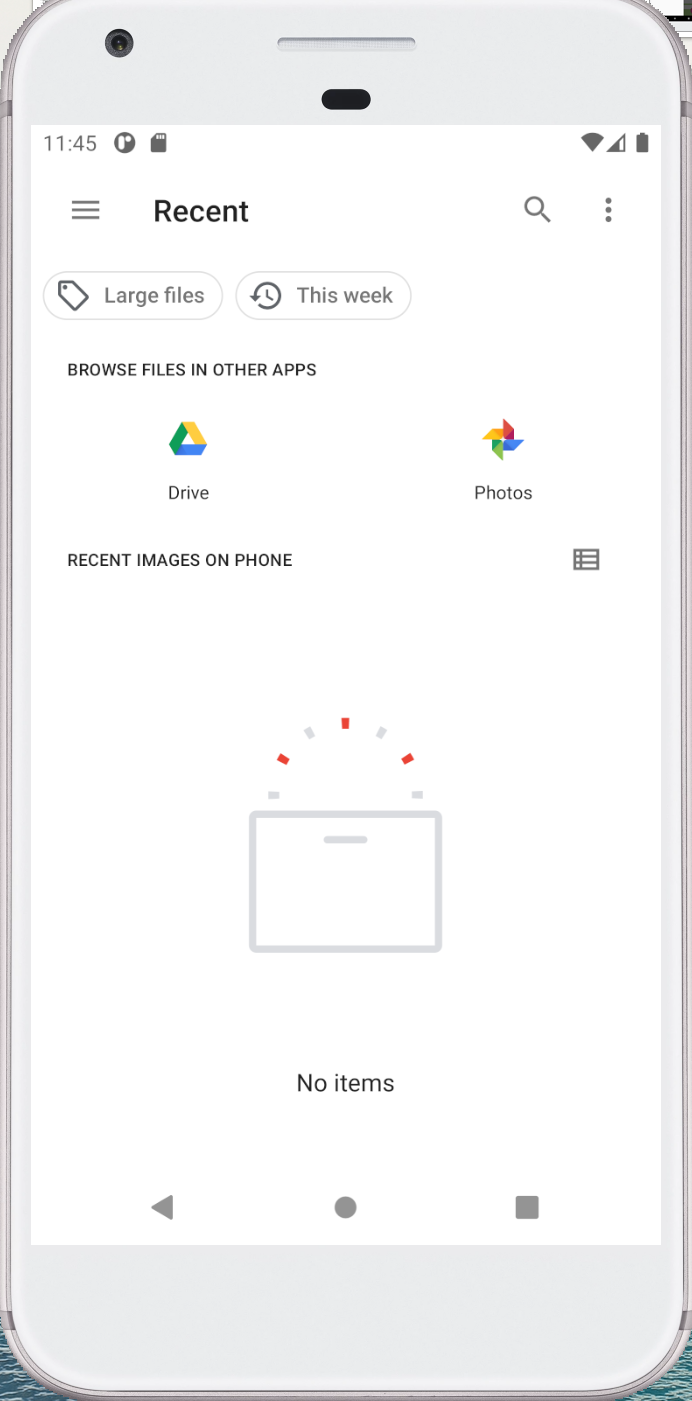 11:45
Recent
Large files
This week
BROWSE FILES IN OTHER APPS
Drive
Photos
RECENT IMAGES ON PHONE
No items